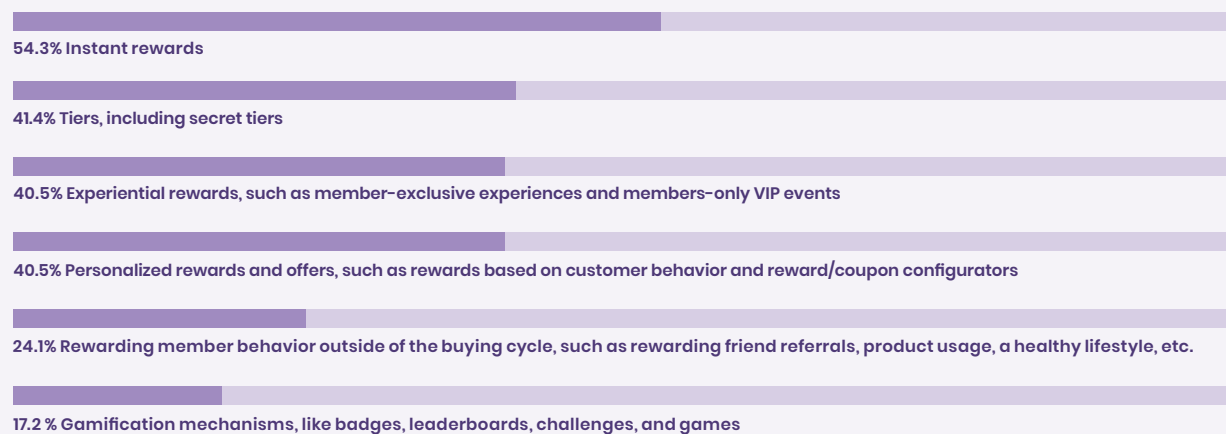 54.3% Instant rewards
41.4% Tiers, including secret tiers
40.5% Experiential rewards, such as member-exclusive experiences and members-only VIP events
40.5% Personalized rewards and offers, such as rewards based on customer behavior and reward/coupon configurators
24.1% Rewarding member behavior outside of the buying cycle, such as rewarding friend referrals, product usage, a healthy lifestyle, etc.
17.2 % Gamification mechanisms, like badges, leaderboards, challenges, and games